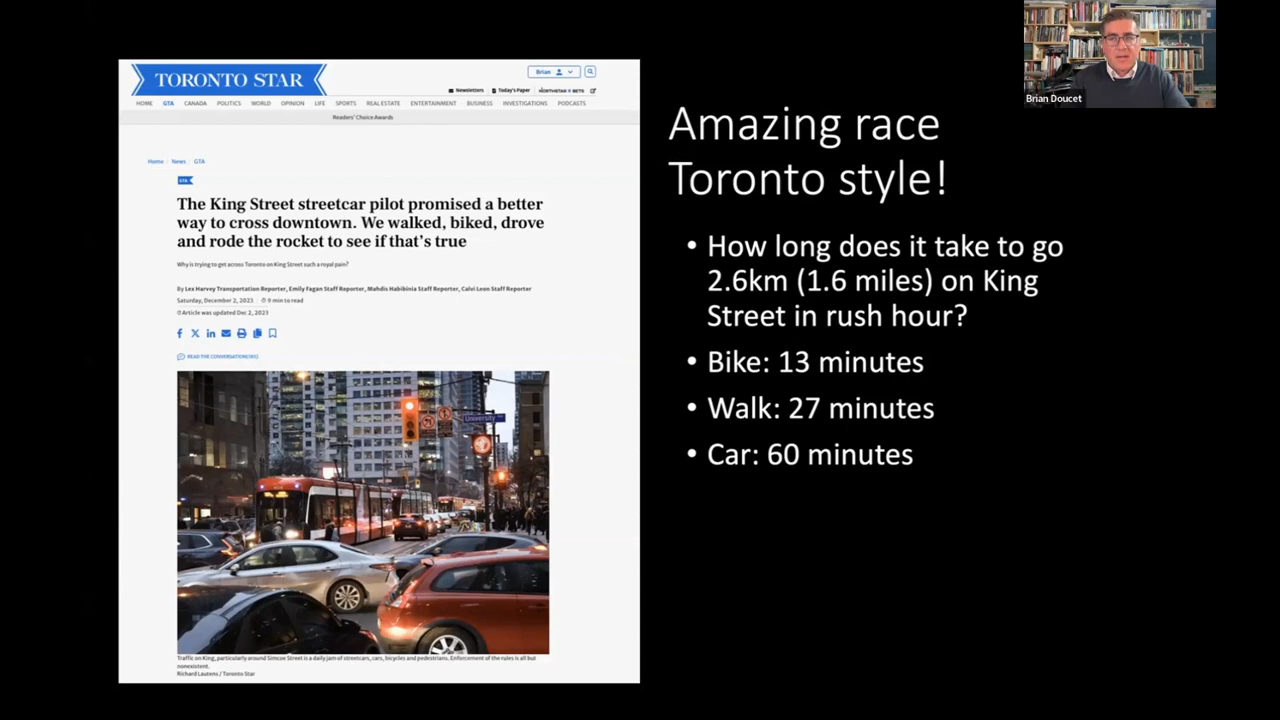 TORONTO STAR
Brian
Newsletters
Today's Paper
NORTHSTAR BETS
HOME GTA CANADA POLITICS WORLD OPINION LIFE SPORTS REAL ESTATE ENTERTAINMENT BUSINESS INVESTIGATIONS PODCASTS
Readers' Choice Awards
Home / News / GTA
GTA
The King Street streetcar pilot promised a better
way to cross downtown. We walked, biked, drove
and rode the rocket to see if that's true
Why is trying to get across Toronto on King Street such a royal pain?
By Lex Harvey Transportation Reporter, Emily Fagan Staff Reporter, Mahdis Habibinia Staff Reporter, Calvi Leon Staff Reporter
Saturday, December 2, 2023 9 min to read
Article was updated Dec 2, 2023
READ THE CONVERSATION
University
Traffic on King, particularly around Simcoe Street is a daily jam of streetcars, cars, bicycles and pedestrians. Enforcement of the rules is all but
nonexistent.
Richard Lautens / Toronto Star
Brian Doucet
Amazing race
Toronto style!
• How long does it take to go
2.6km (1.6 miles) on King
Street in rush hour?
• Bike: 13 minutes
• Walk: 27 minutes
• Car: 60 minutes